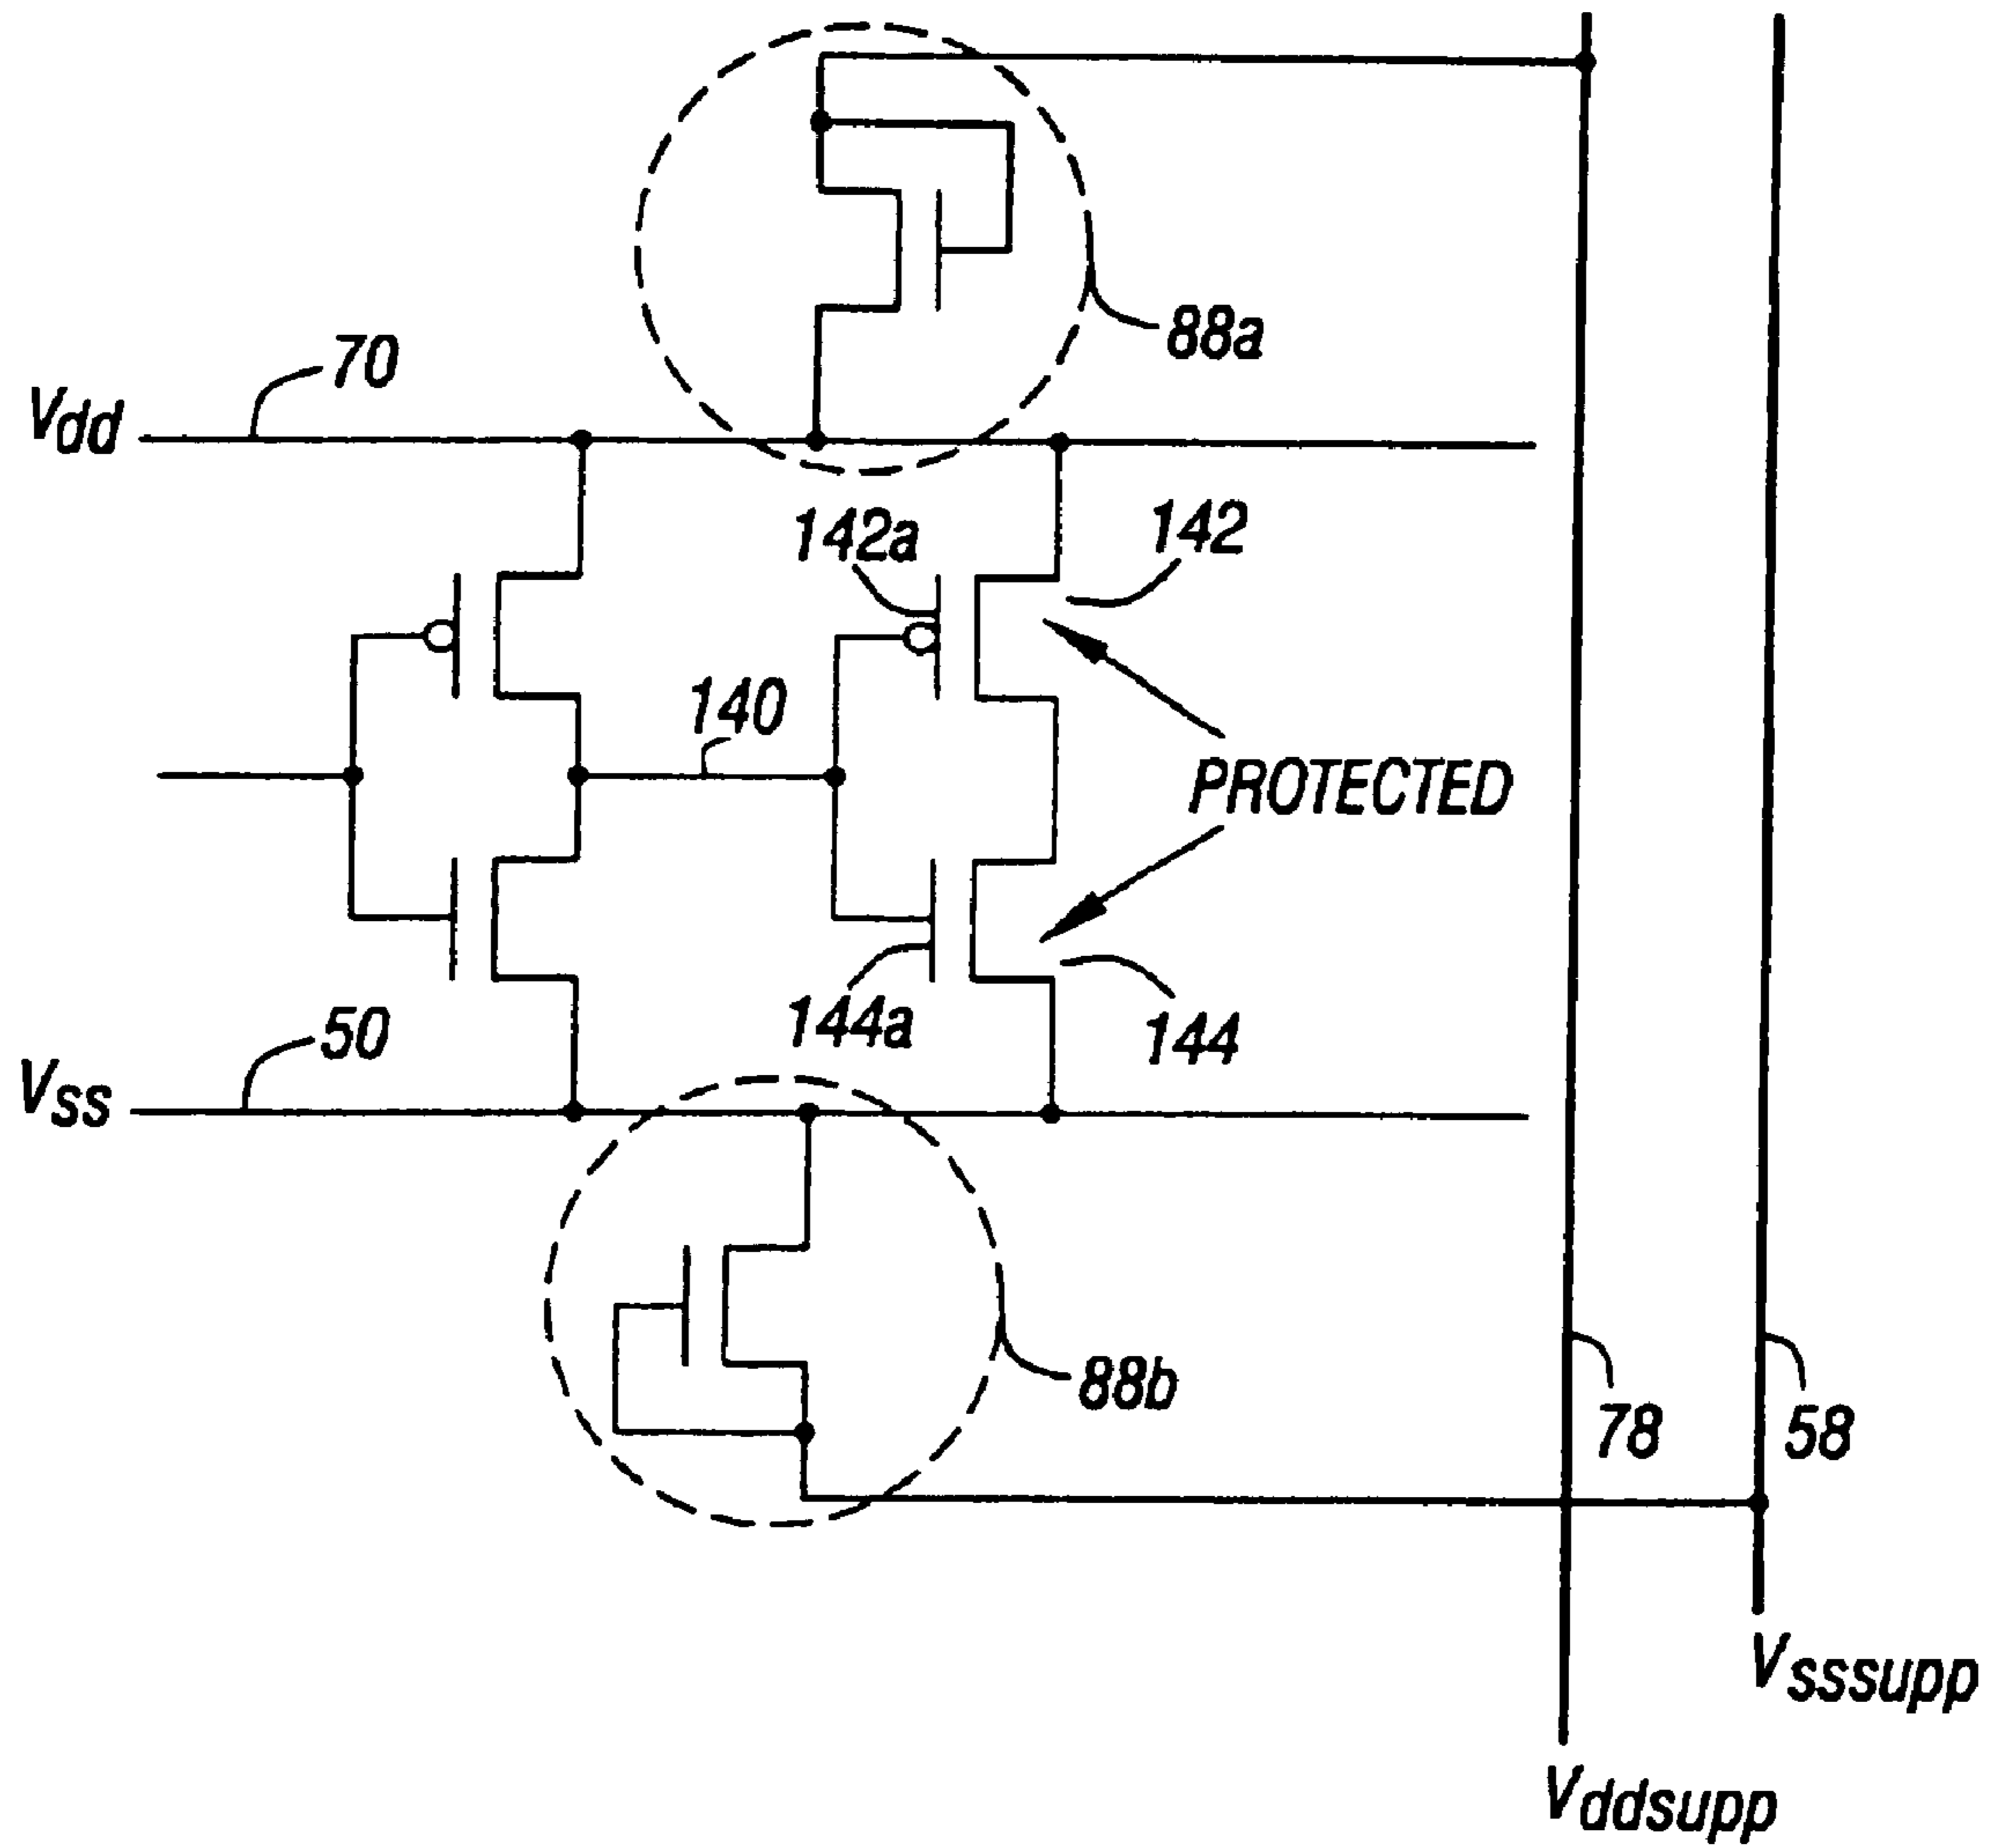 88a
70
Vdd
142a
142
140
PROTECTED
144a
144
50
Vss
88b
78
58
Vsssupp
Vddsupp